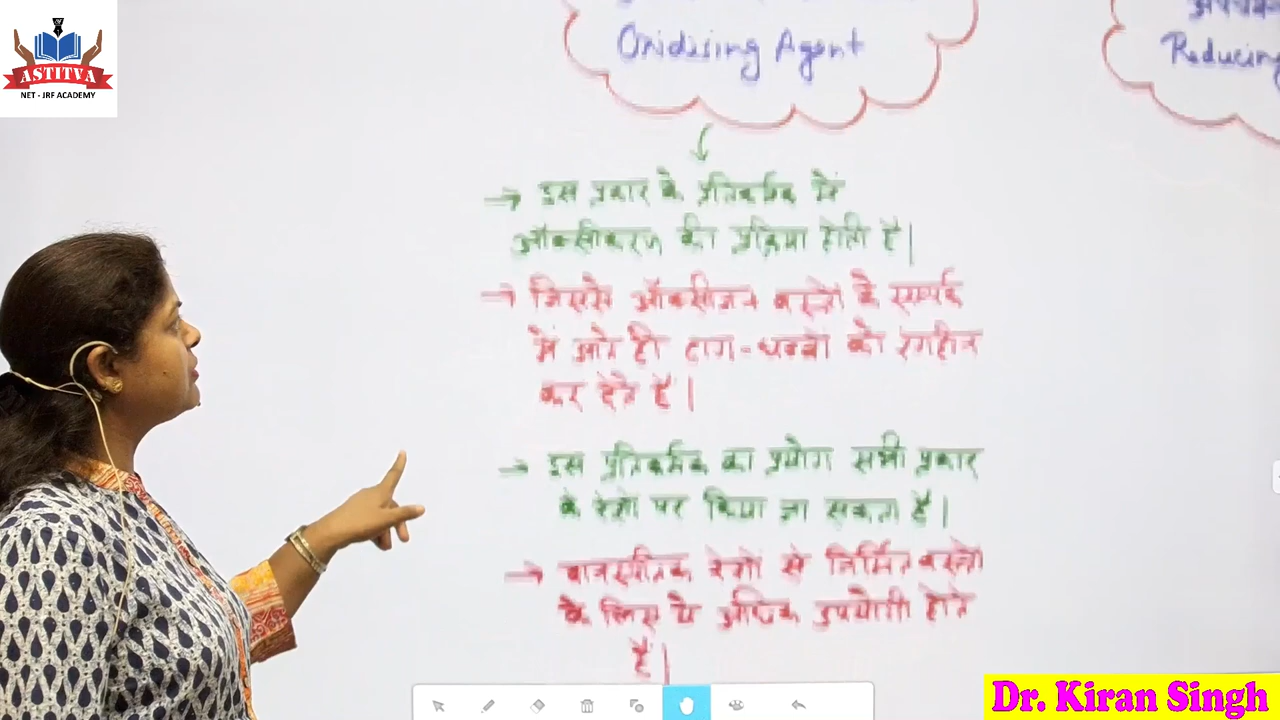 ASTITVA
NET - JRF ACADEMY
Oxidising Agent
Reducing
→ इस प्रकार के प्रतिकर्मक में
ऑक्सीकरण की प्रक्रिया होती है।
→ जिससे ऑक्सीजन वस्त्रों के सम्पर्क
में आते ही दाग-धब्बों को रंगहीन
कर देते हैं।
→ इस प्रतिकर्मक का प्रयोग सभी प्रकार
के रेशों पर किया जा सकता है।
→ वानस्पतिक रेशों से निर्मित वस्त्रों
के लिए ये अधिक उपयोगी होते
हैं।
Dr. Kiran Singh